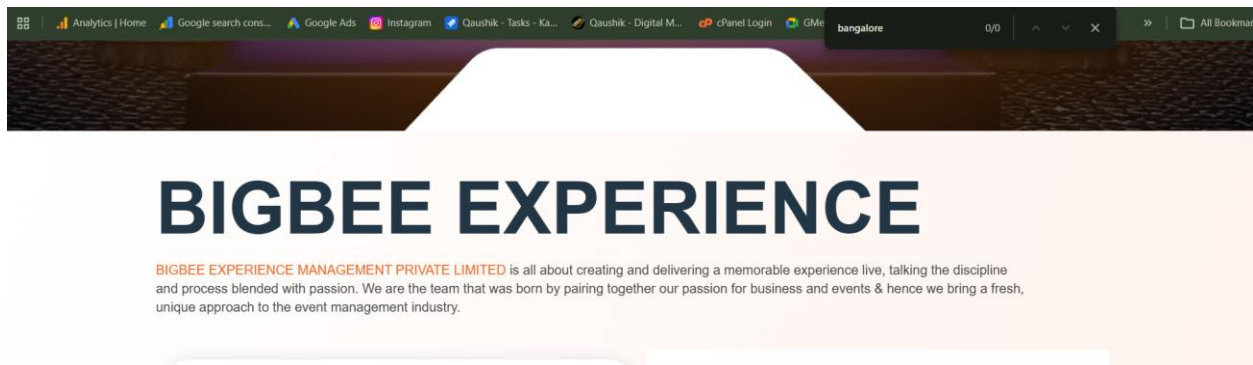 Analytics | Home Google search cons... Google Ads Instagram Qaushik - Tasks - Ka... Qaushik - Digital M... cPanel Login GMe » All Bookmar
bangalore 0/0
BIGBEE EXPERIENCE
BIGBEE EXPERIENCE MANAGEMENT PRIVATE LIMITED is all about creating and delivering a memorable experience live, talking the discipline
and process blended with passion. We are the team that was born by pairing together our passion for business and events & hence we bring a fresh,
unique approach to the event management industry.